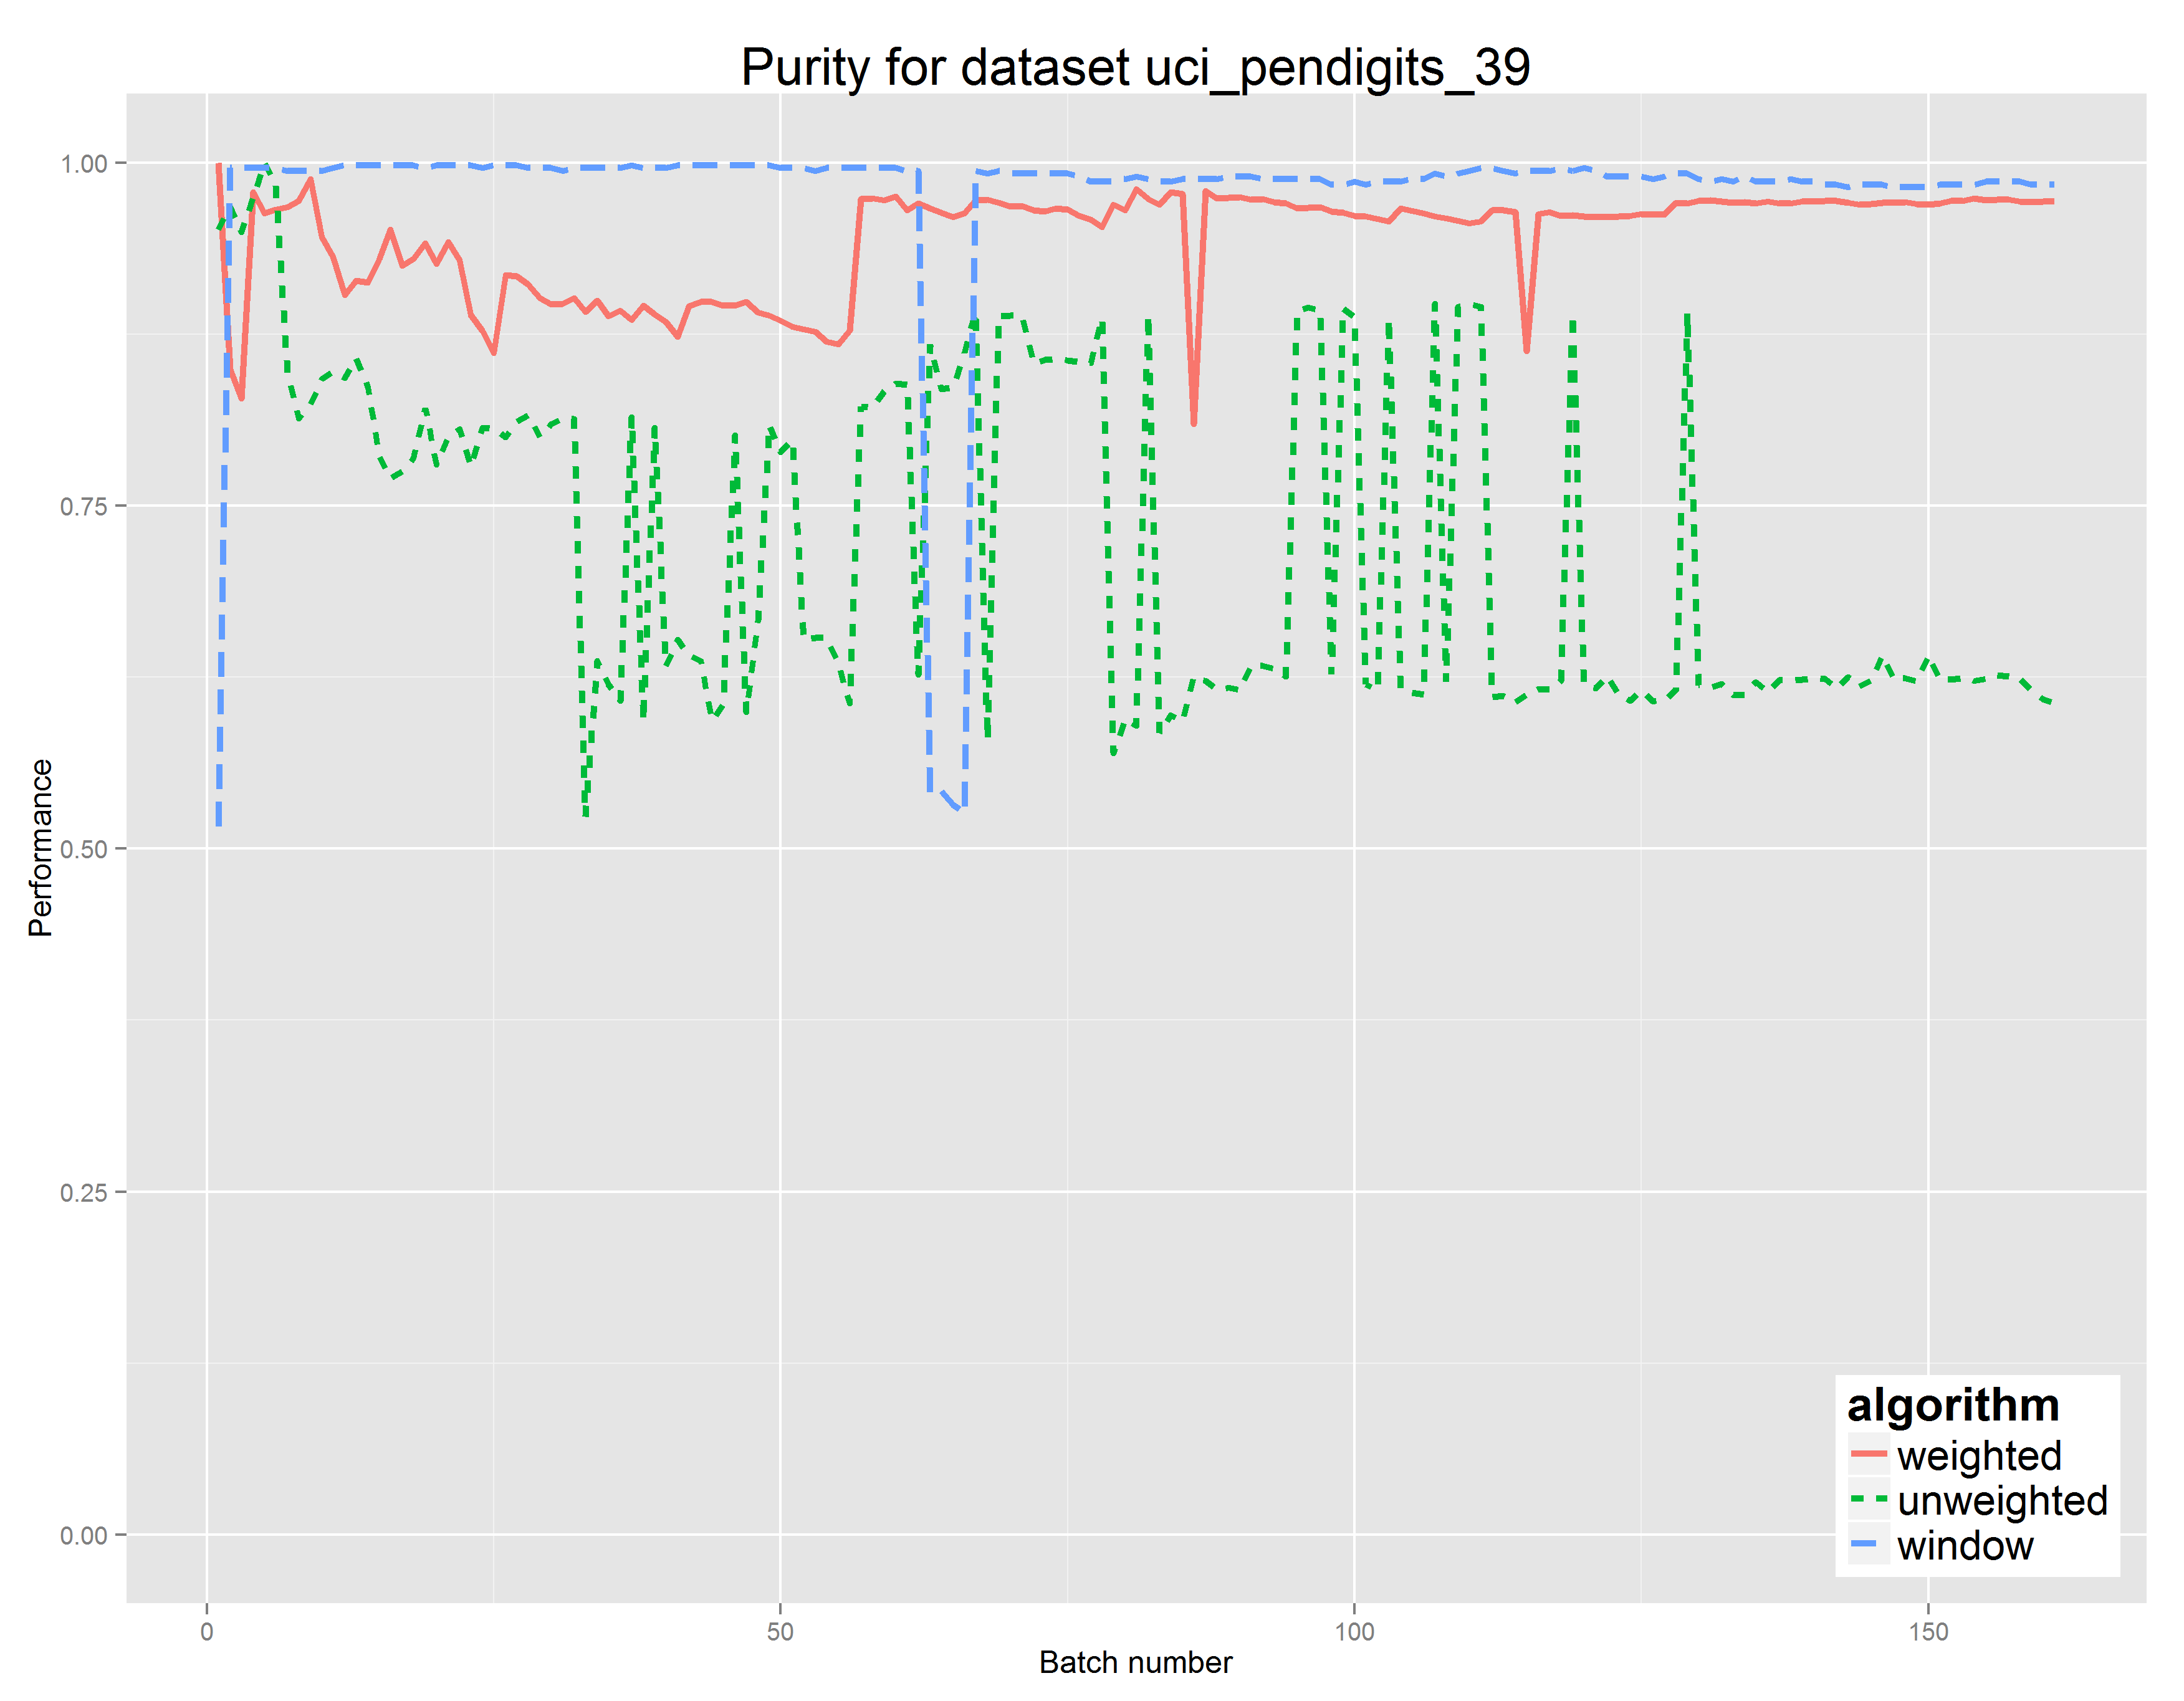 Purity for dataset uci_pendigits_39
Performance
1.00
0.75
0.50
0.25
0.00
0 50 100 150
Batch number
algorithm
weighted
unweighted
window